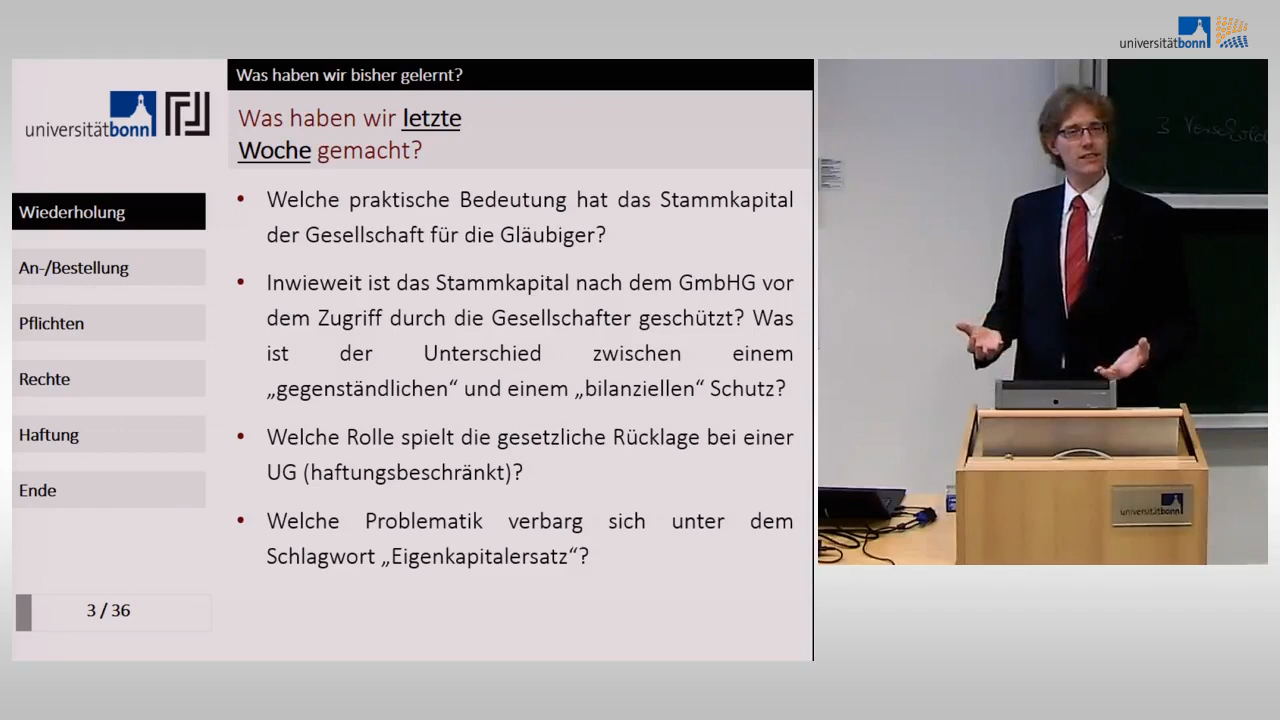 universitätbonn
Was haben wir bisher gelernt?
universitätbonn
Was haben wir letzte
Woche gemacht?
Wiederholung
An-/Bestellung
Pflichten
Rechte
Haftung
Ende
3 / 36
• Welche praktische Bedeutung hat das Stammkapital
der Gesellschaft für die Gläubiger?
• Inwieweit ist das Stammkapital nach dem GmbHG vor
dem Zugriff durch die Gesellschafter geschützt? Was
ist der Unterschied zwischen einem
„gegenständlichen“ und einem „bilanziellen“ Schutz?
• Welche Rolle spielt die gesetzliche Rücklage bei einer
UG (haftungsbeschränkt)?
• Welche Problematik verbarg sich unter dem
Schlagwort „Eigenkapitalersatz“?
3
universitätbonn